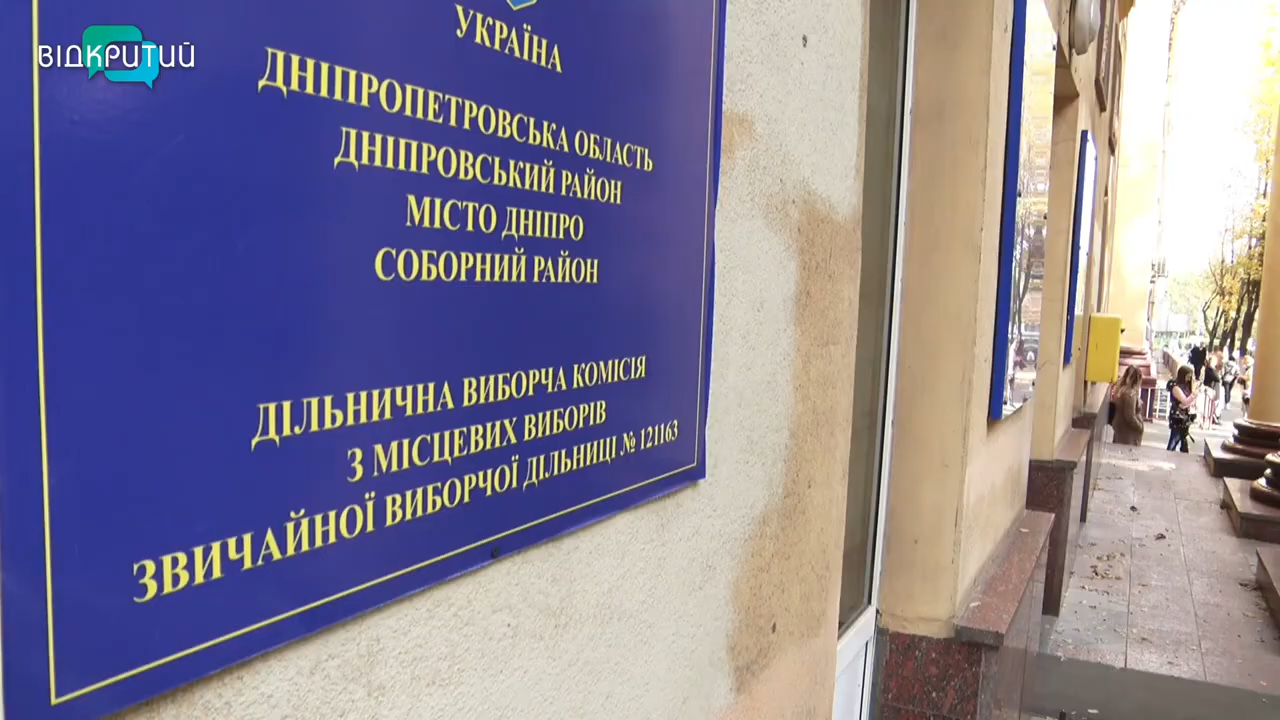 ВІДКРИТИЙ
УКРАЇНА
ДНІПРОПЕТРОВСЬКА ОБЛАСТЬ
ДНІПРОВСЬКИЙ РАЙОН
МІСТО ДНІПРО
СОБОРНИЙ РАЙОН
ДІЛЬНИЧНА ВИБОРЧА КОМІСІЯ
З МІСЦЕВИХ ВИБОРІВ
ЗВИЧАЙНОЇ ВИБОРЧОЇ ДІЛЬНИЦІ № 121163